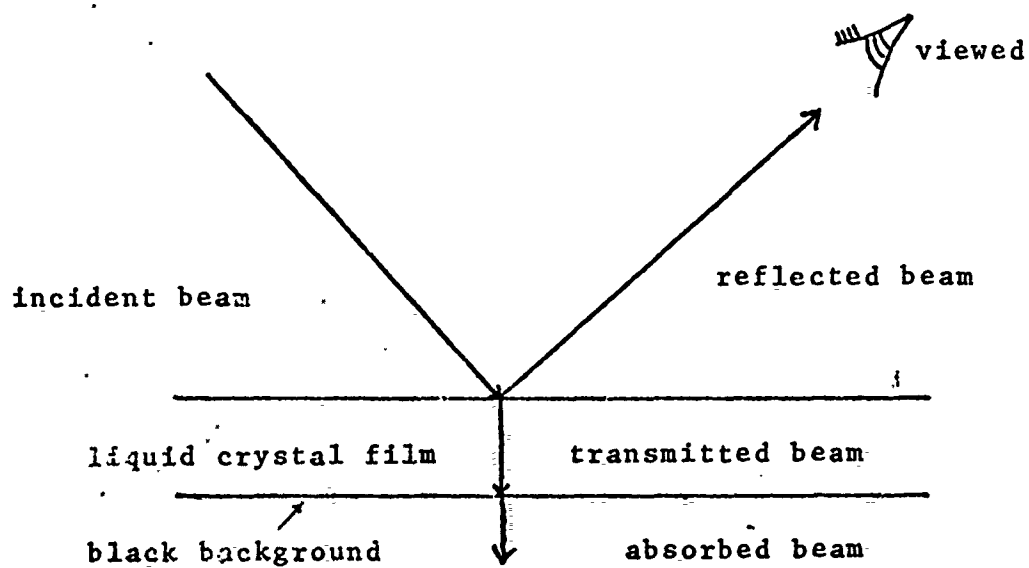 viewed
reflected beam
incident beam
liquid crystal film
transmitted beam
black background
absorbed beam